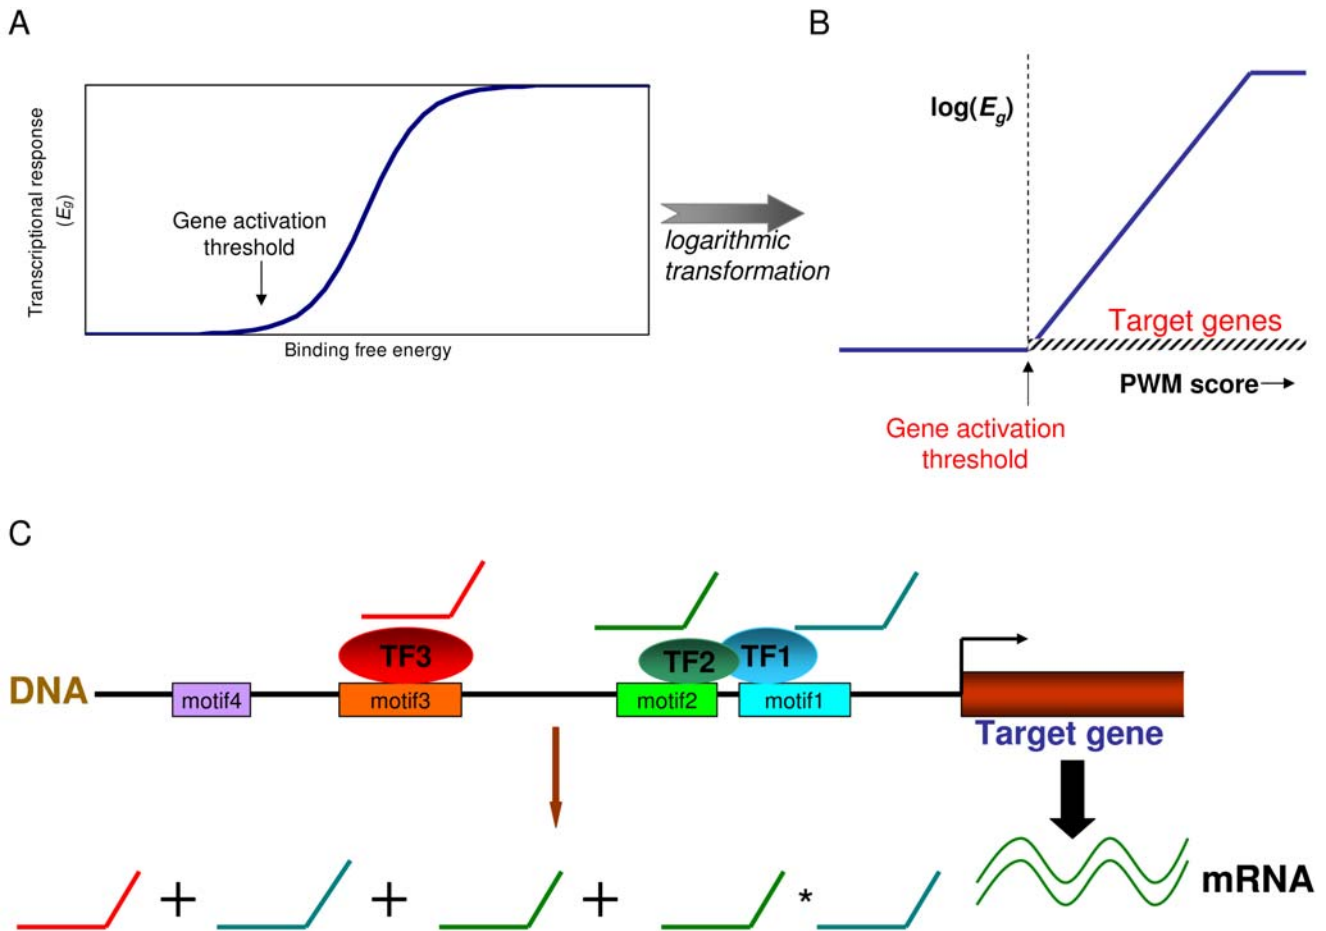 A
B
Transcriptional response
(Eg)
Gene activation
threshold
Binding free energy
logarithmic
transformation
log(Eg)
Target genes
PWM score
Gene activation
threshold
C
TF3
TF2
TF1
DNA
motif4
motif3
motif2
motif1
Target gene
+ + + *
mRNA